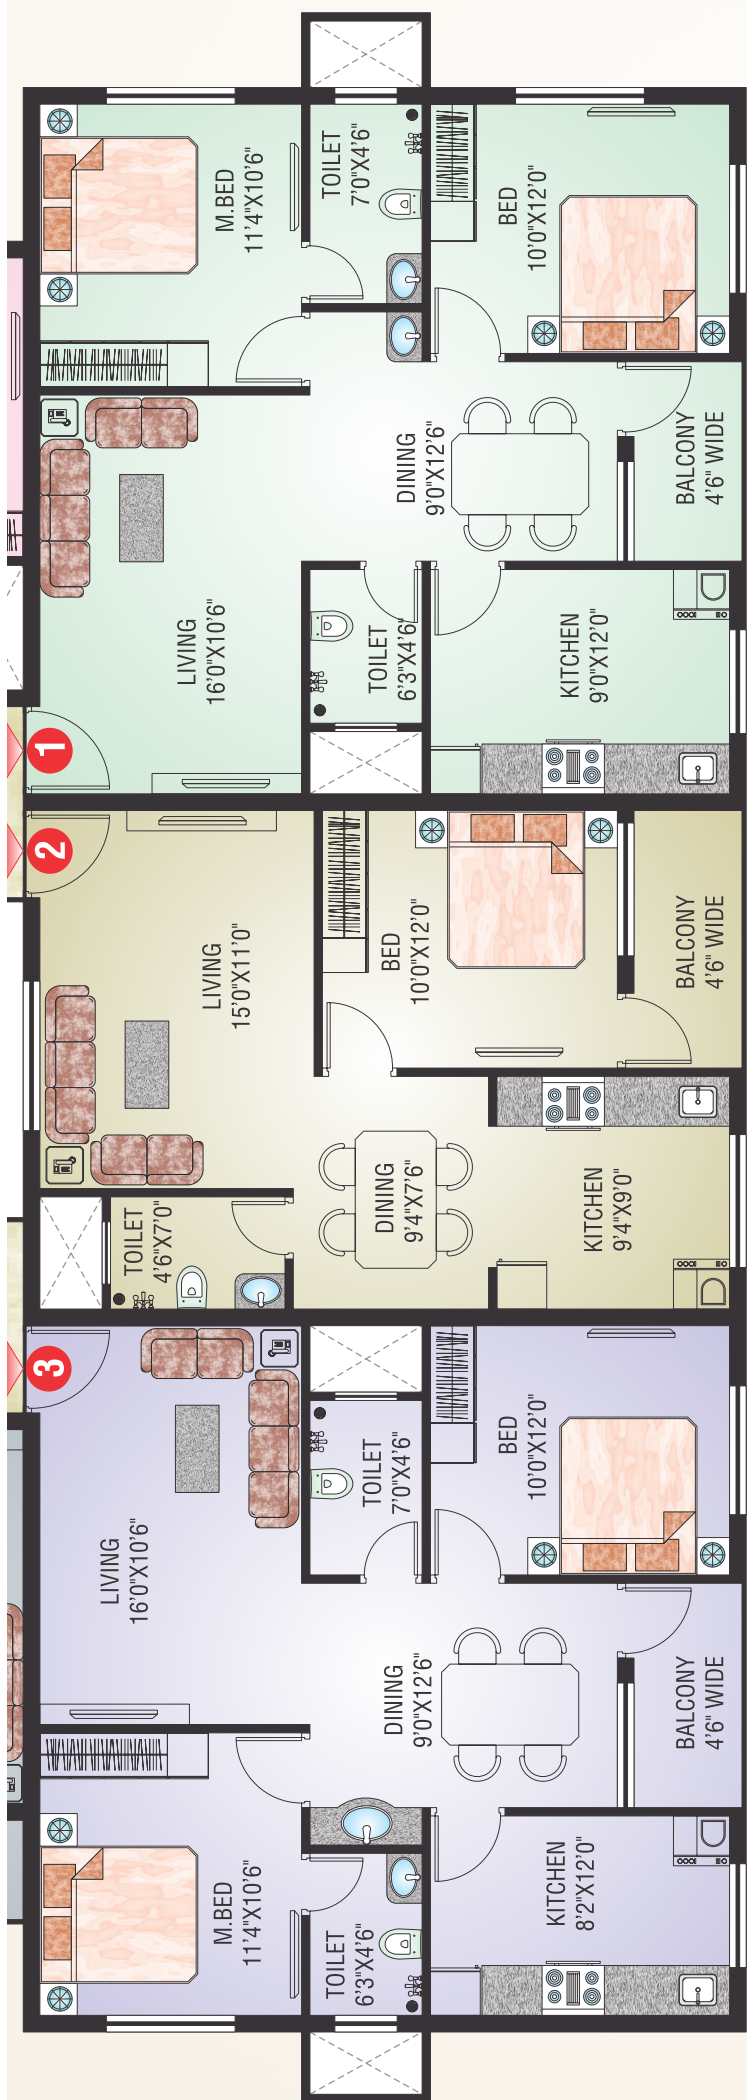 M.BED
11'4"X10'6"
TOILET
7'0"X4'6"
BED
10'0"X12'0"
DINING
9'0"X12'6"
BALCONY
4'6" WIDE
LIVING
16'0"X10'6"
TOILET
6'3"X4'6"
KITCHEN
9'0"X12'0"
1
2
LIVING
15'0"X11'0"
BED
10'0"X12'0"
BALCONY
4'6" WIDE
TOILET
4'6"X7'0"
DINING
9'4"X7'6"
KITCHEN
9'4"X9'0"
3
LIVING
16'0"X10'6"
TOILET
7'0"X4'6"
BED
10'0"X12'0"
DINING
9'0"X12'6"
BALCONY
4'6" WIDE
M.BED
11'4"X10'6"
TOILET
6'3"X4'6"
KITCHEN
8'2"X12'0"